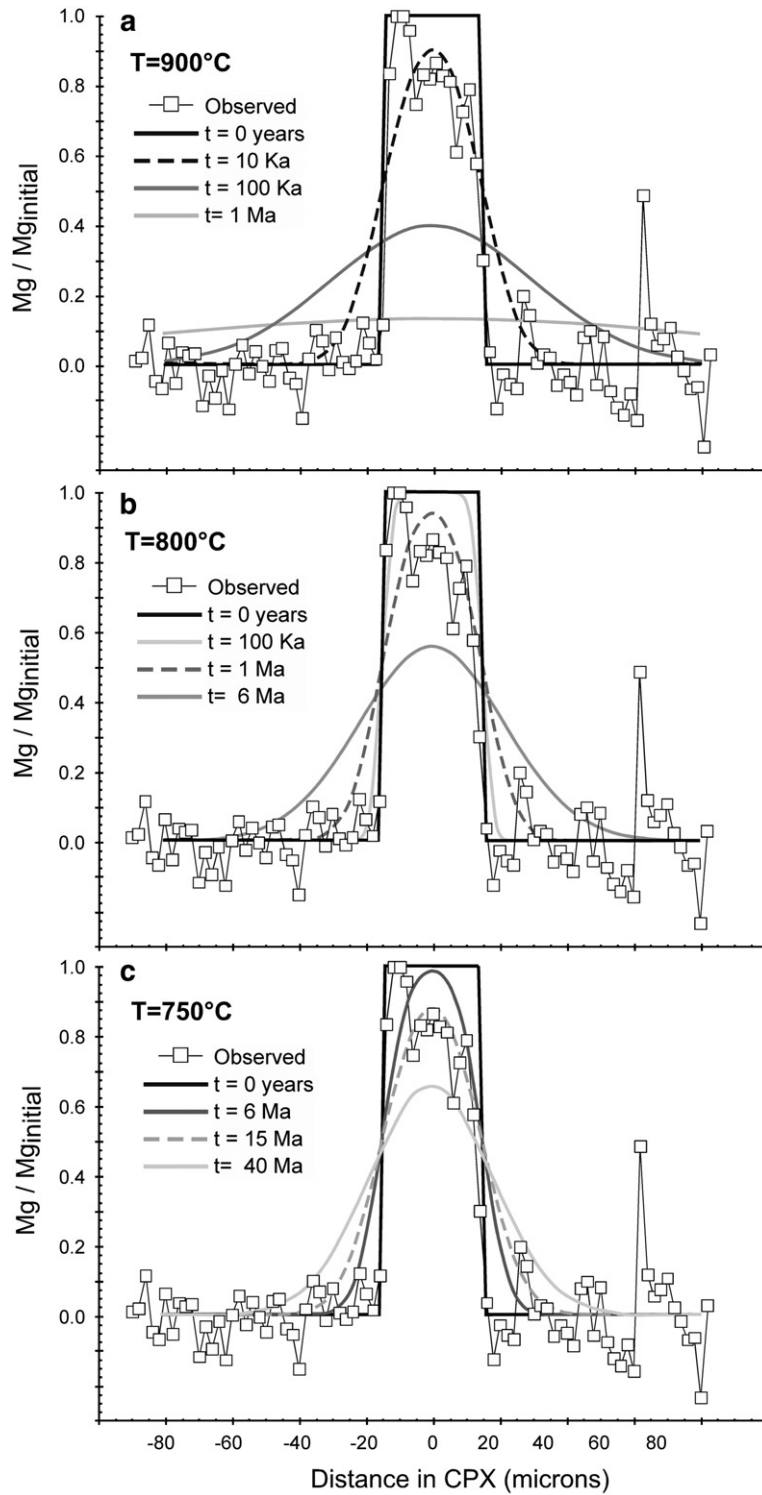 a
T=900°C
Observed
t = 0 years
t = 10 Ka
t = 100 Ka
t= 1 Ma
Mg / Mginitial
1.0
0.8
0.6
0.4
0.2
0.0
b
T=800°C
Observed
t = 0 years
t = 100 Ka
t = 1 Ma
t= 6 Ma
Mg / Mginitial
1.0
0.8
0.6
0.4
0.2
0.0
c
T=750°C
Observed
t = 0 years
t = 6 Ma
t = 15 Ma
t= 40 Ma
Mg / Mginitial
1.0
0.8
0.6
0.4
0.2
0.0
-80 -60 -40 -20 0 20 40 60 80
Distance in CPX (microns)